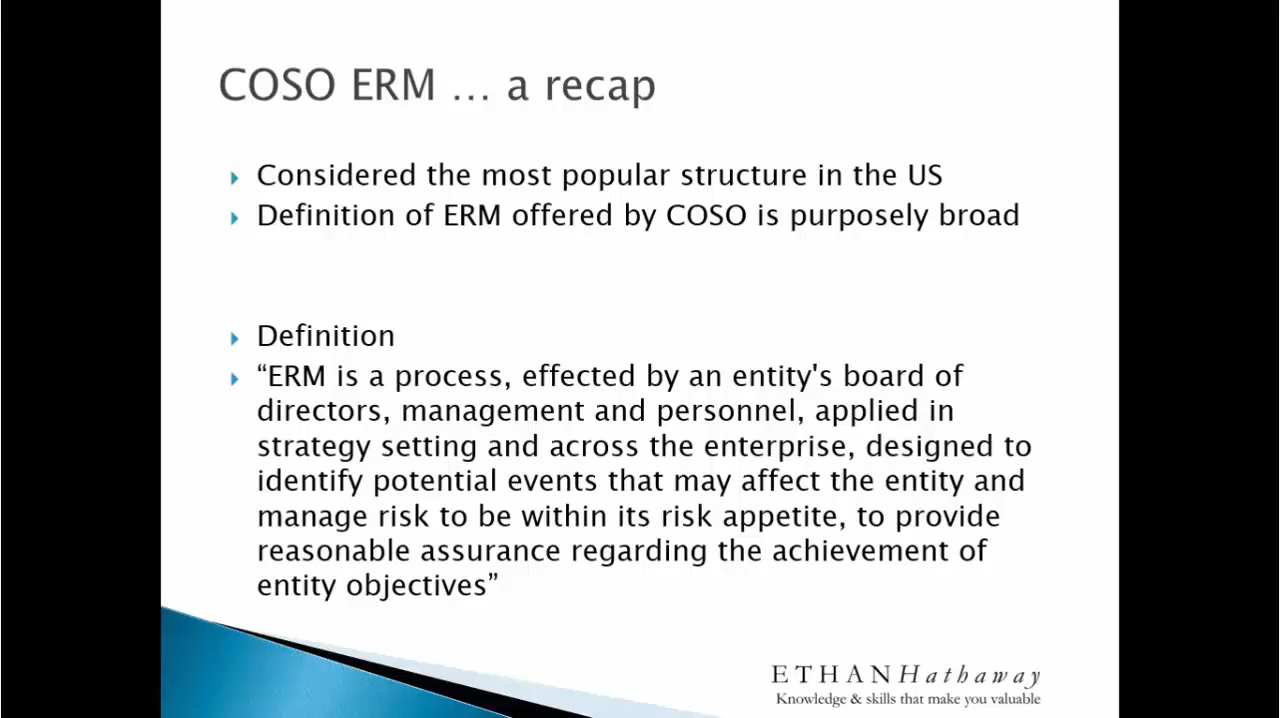 COSO ERM … a recap
Considered the most popular structure in the US
Definition of ERM offered by COSO is purposely broad
Definition
“ERM is a process, effected by an entity's board of
directors, management and personnel, applied in
strategy setting and across the enterprise, designed to
identify potential events that may affect the entity and
manage risk to be within its risk appetite, to provide
reasonable assurance regarding the achievement of
entity objectives”
ETHANHathaway
Knowledge & skills that make you valuable